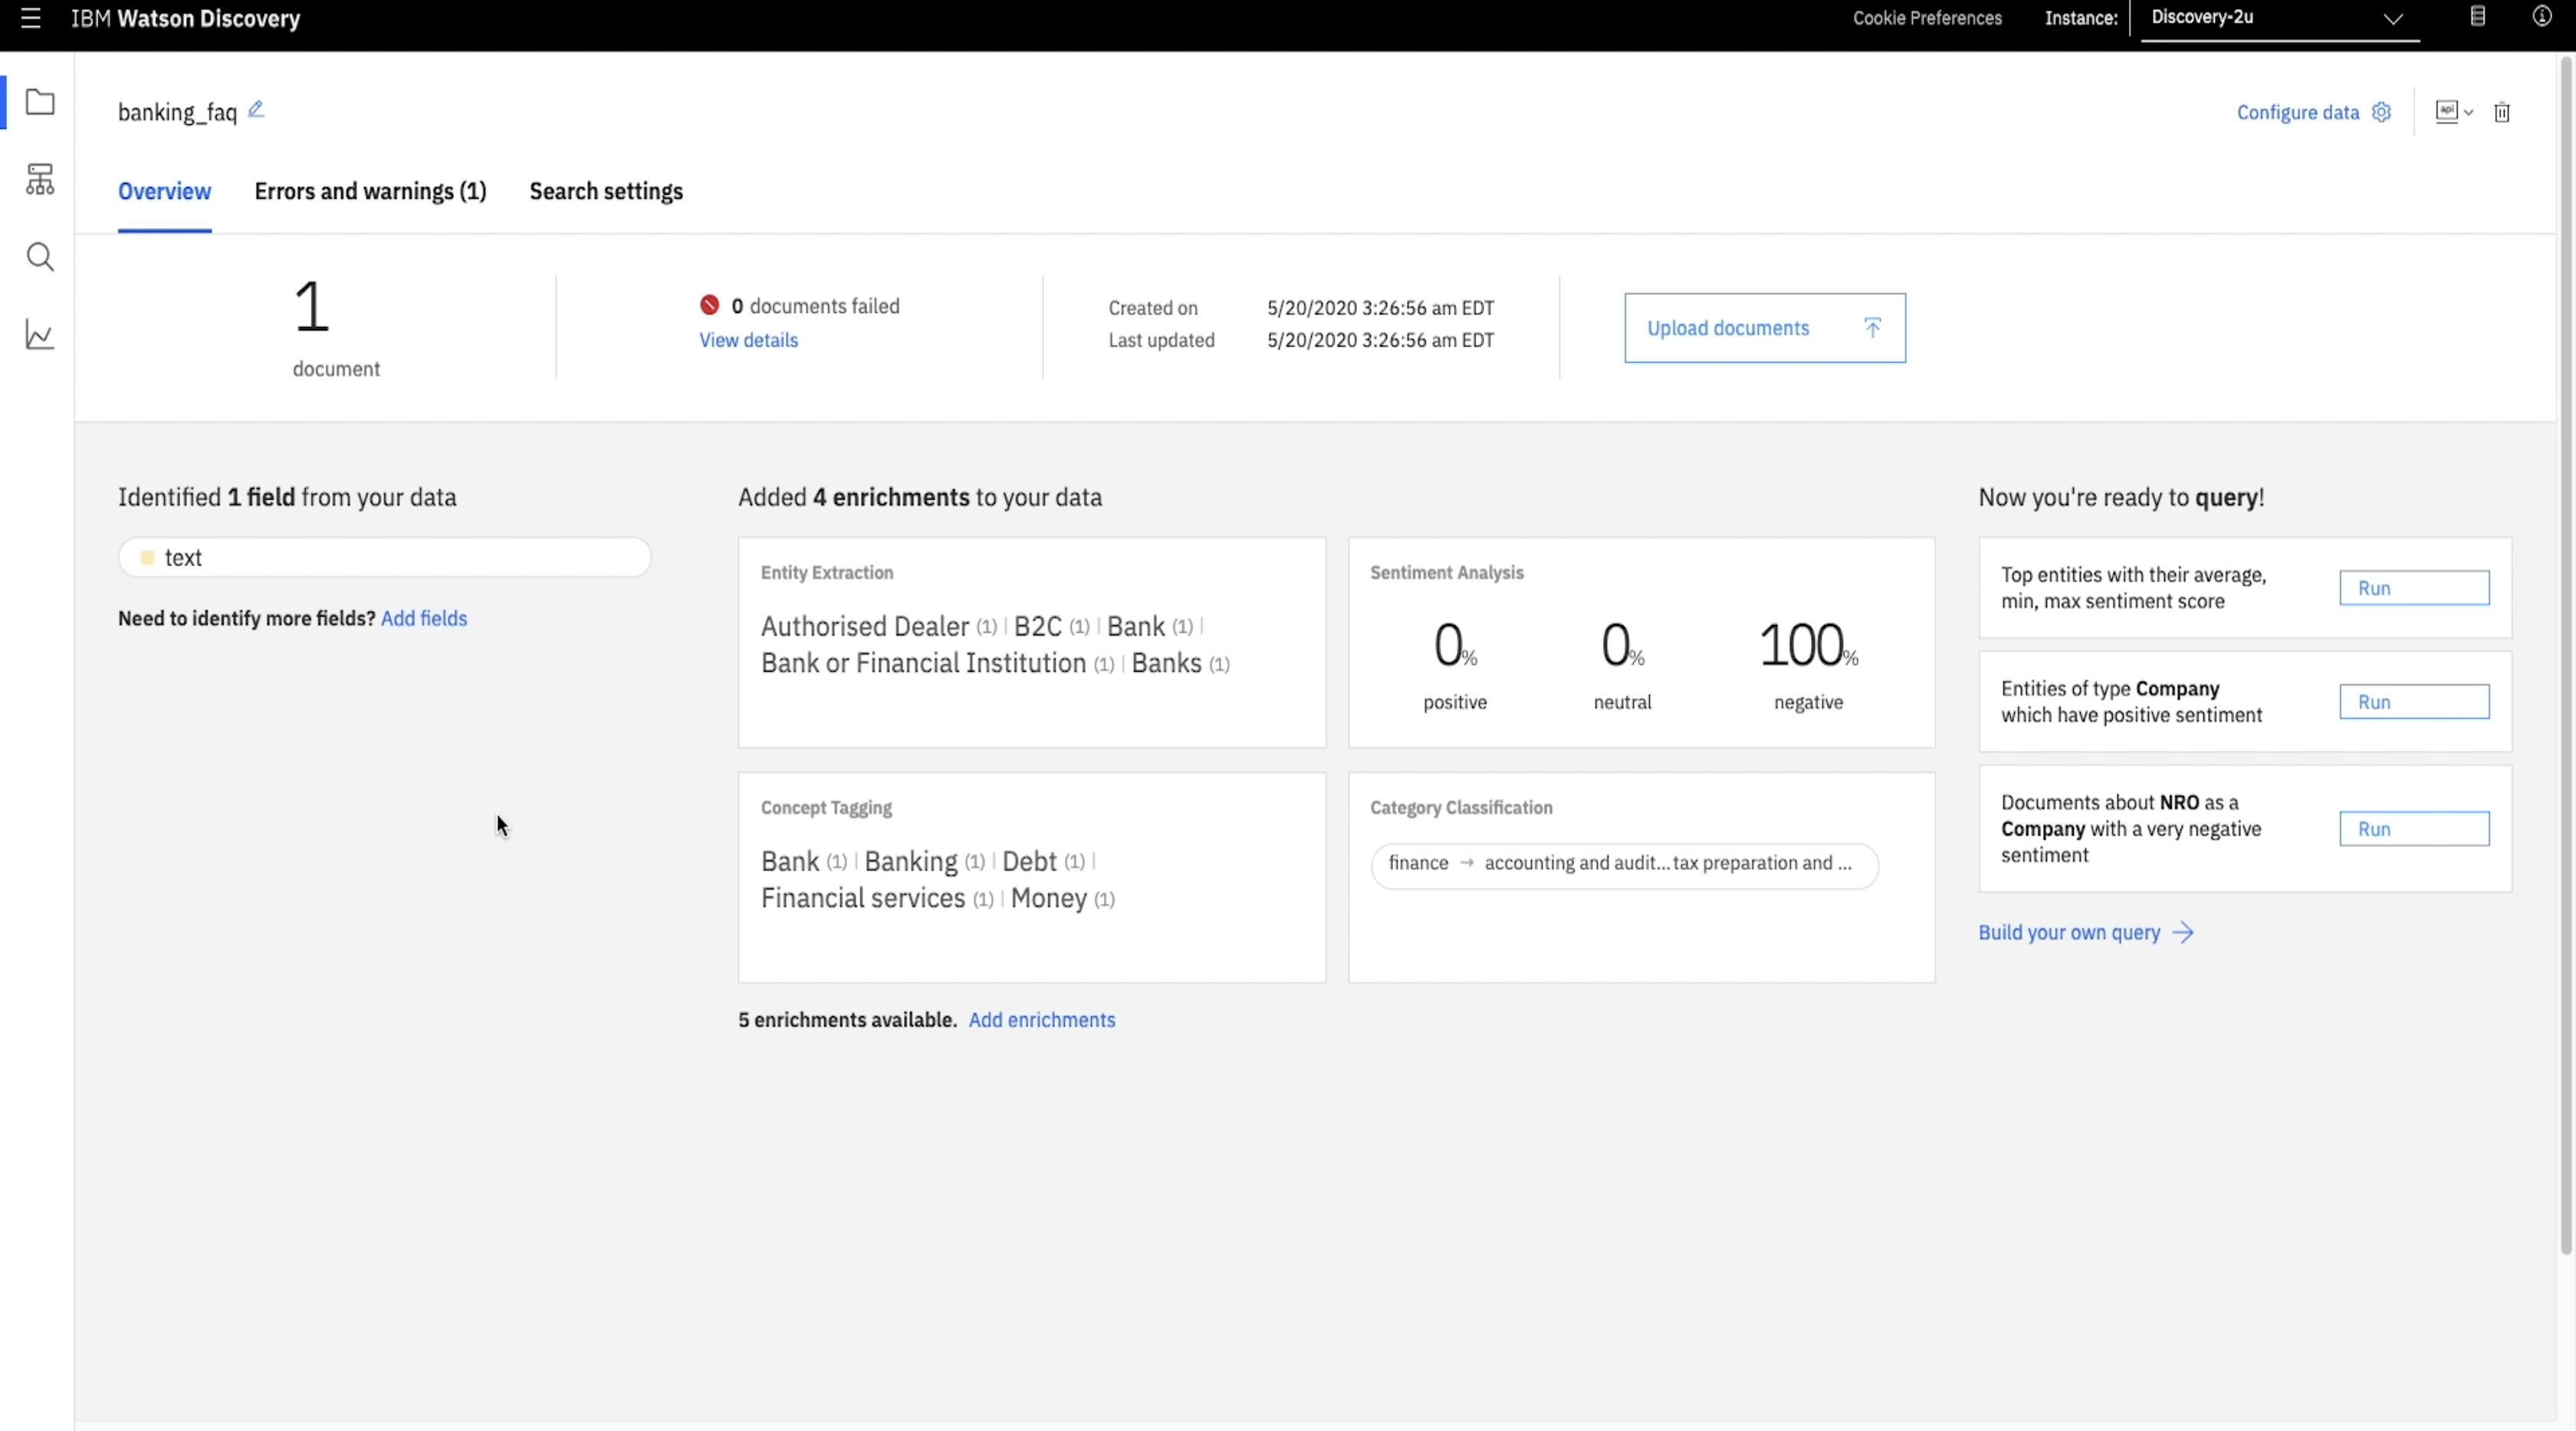 IBM Watson Discovery
Cookie Preferences
Instance:
Discovery-2u
banking_faq
Configure data
api
Overview
Errors and warnings (1)
Search settings
1
document
0 documents failed
View details
Created on 5/20/2020 3:26:56 am EDT
Last updated 5/20/2020 3:26:56 am EDT
Upload documents
Identified 1 field from your data
text
Need to identify more fields? Add fields
Added 4 enrichments to your data
Entity Extraction
Authorised Dealer (1) | B2C (1) | Bank (1) |
Bank or Financial Institution (1) | Banks (1)
Sentiment Analysis
0% 0% 100%
positive neutral negative
Concept Tagging
Bank (1) | Banking (1) | Debt (1) |
Financial services (1) | Money (1)
Category Classification
finance → accounting and audit... tax preparation and ...
5 enrichments available. Add enrichments
Now you're ready to query!
Top entities with their average,
min, max sentiment score
Run
Entities of type Company
which have positive sentiment
Run
Documents about NRO as a
Company with a very negative
sentiment
Run
Build your own query →